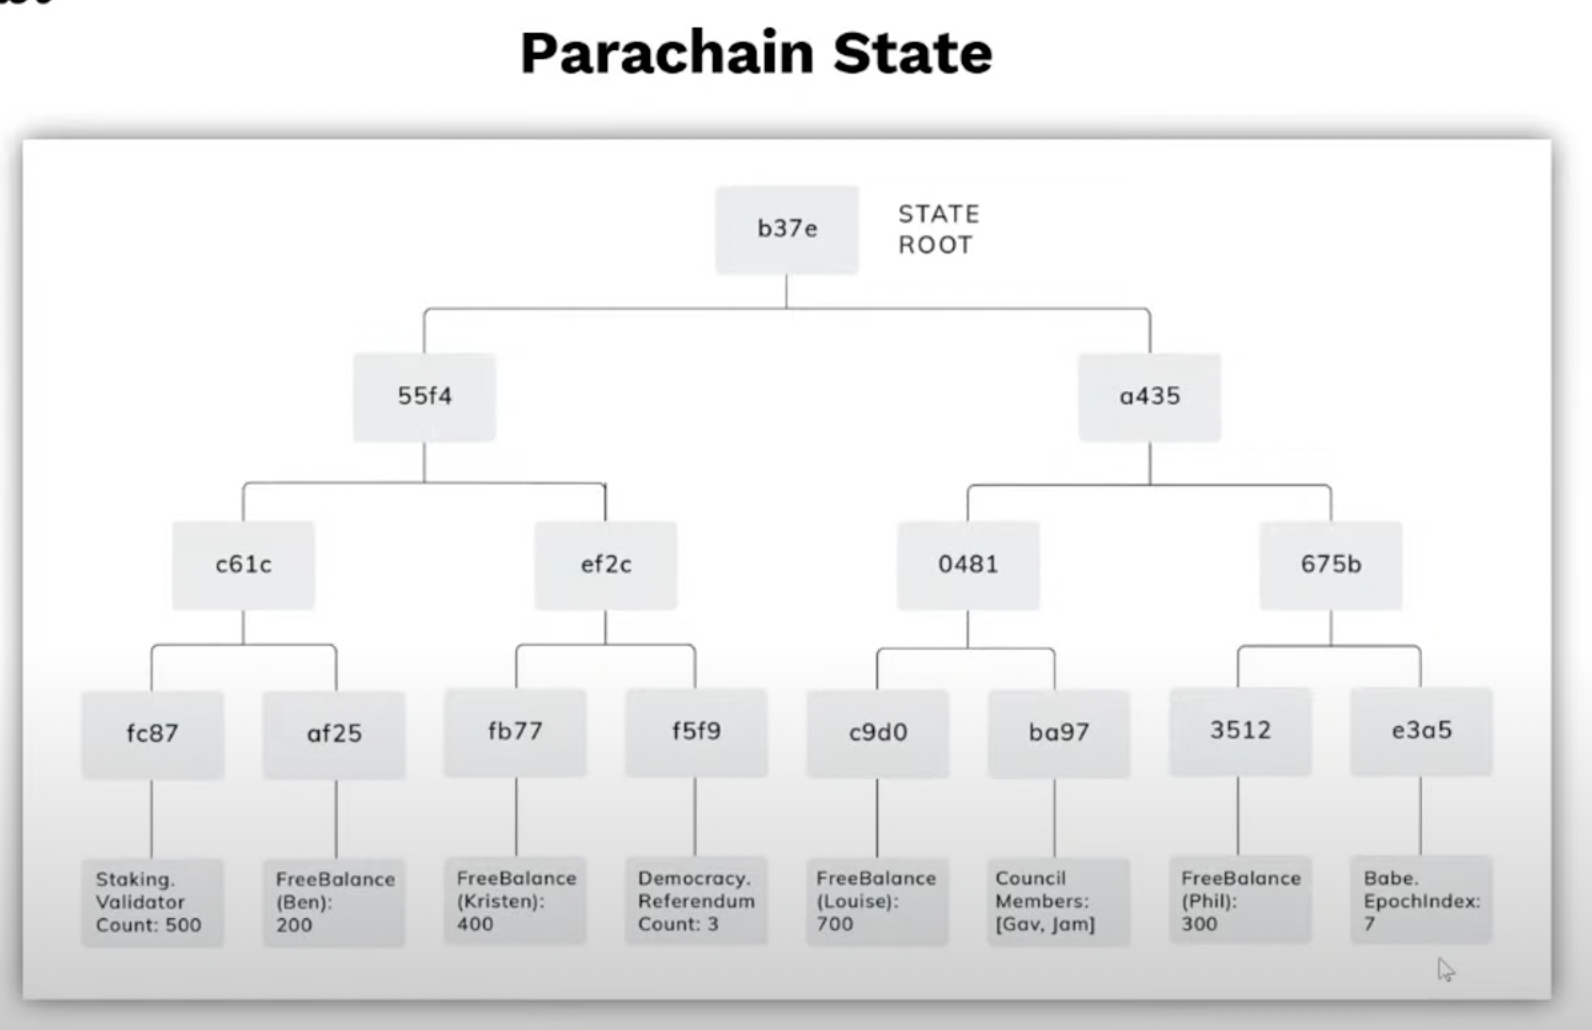 Parachain State
b37e
STATE
ROOT
55f4
a435
c61c
ef2c
0481
675b
fc87
af25
fb77
f5f9
c9d0
ba97
3512
e3a5
Staking.
Validator
Count: 500
FreeBalance
(Ben):
200
FreeBalance
(Kristen):
400
Democracy.
Referendum
Count: 3
FreeBalance
(Louise):
700
Council
Members:
[Gav, Jam]
FreeBalance
(Phil):
300
Babe.
EpochIndex:
7